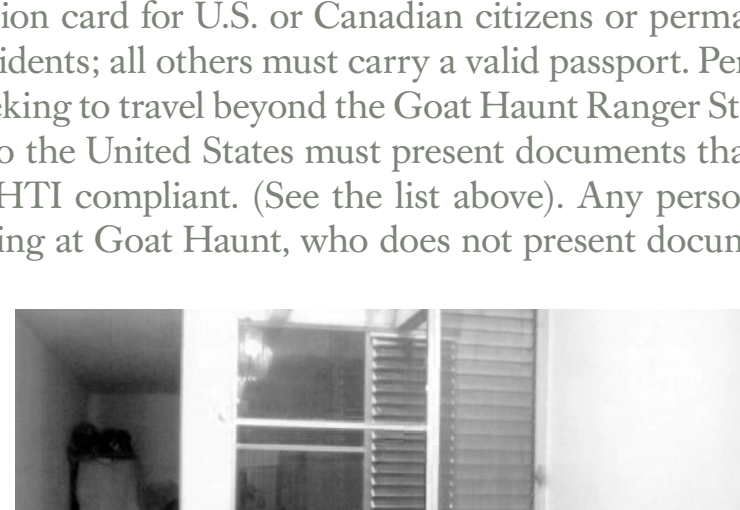 ion card for U.S. or Canadian citizens or perma
idents; all others must carry a valid passport. Per
eking to travel beyond the Goat Haunt Ranger St
o the United States must present documents tha
HTI compliant. (See the list above). Any perso
ing at Goat Haunt, who does not present docum